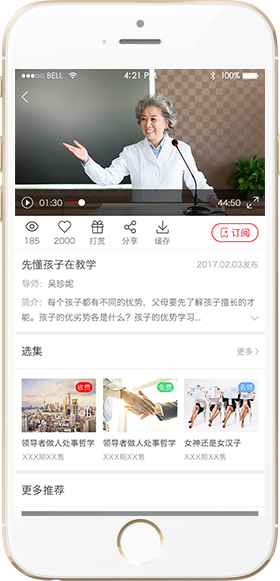 BELL 4:21 PM 100%
01:30 44:50
185 2000 打赏 分享 缓存 订阅
先懂孩子在教学 2017.02.03发布
导师：吴珍妮
简介：每个孩子都有不同的优势、父母要先了解孩子擅长的才
能。孩子的优劣势各是什么？孩子的优势学习...
选集 更多
收费 免费 名师
领导者做人处事哲学 领导者做人处事哲学 女神还是女汉子
XXX期XX售 XXX期XX售 XXX期XX售
更多推荐